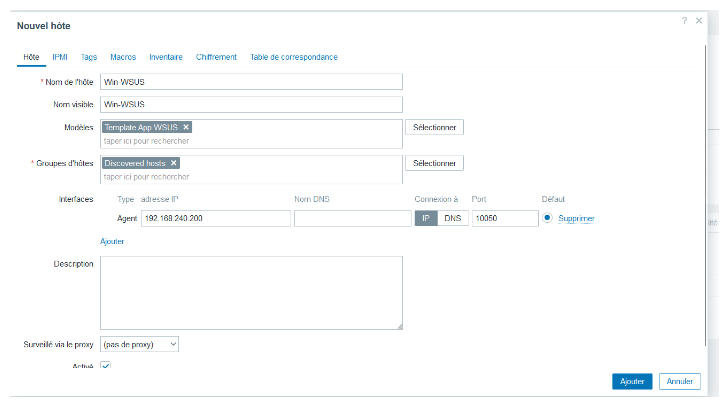 Nouvel hôte
? ×
Hôte IPMI Tags Macros Inventaire Chiffrement Table de correspondance
* Nom de l'hôte Win-WSUS
Nom visible Win-WSUS
Modèles Template App WSUS × Sélectionner
taper ici pour rechercher
* Groupes d'hôtes Discovered hosts × Sélectionner
taper ici pour rechercher
Interfaces Type adresse IP Nom DNS Connexion à Port Défaut
Agent 192.168.240.200 IP DNS 10050 Supprimer
Ajouter
Description
Surveillé via le proxy (pas de proxy)
Activé
Ajouter Annuler